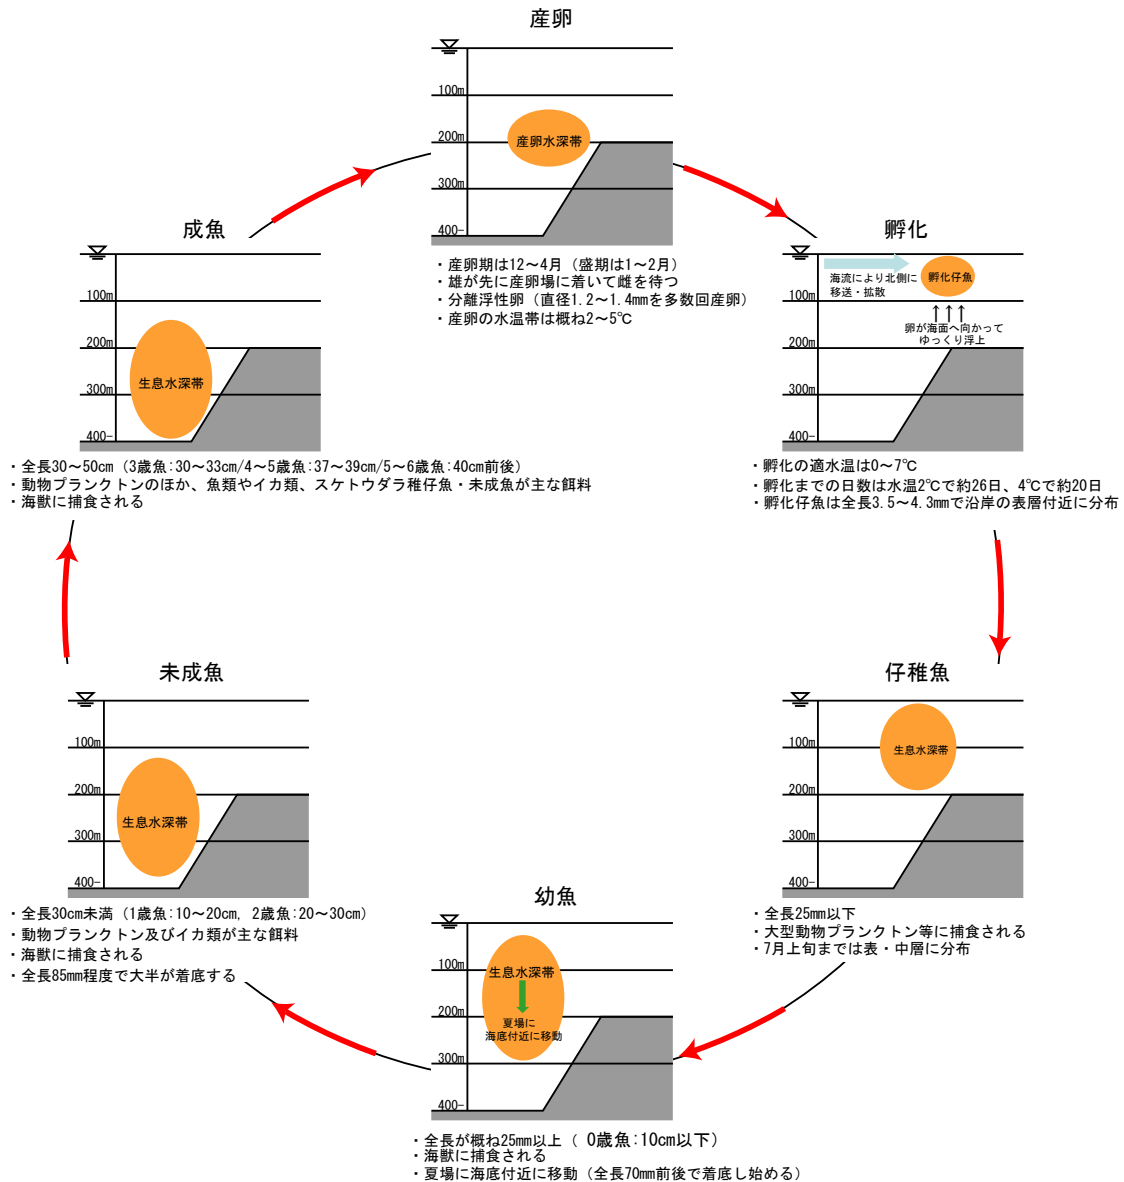 産卵
100m
200m
産卵水深帯
300m
400-
・産卵期は12～4月（盛期は1～2月）
・雄が先に産卵場に着いて雌を待つ
・分離浮性卵（直径1.2～1.4mmを多数回産卵）
・産卵の水温帯は概ね2～5℃
孵化
海流により北側に
移送・拡散
孵化仔魚
100m
卵が海面へ向かって
ゆっくり浮上
200m
300m
400-
・孵化の適水温は0～7℃
・孵化までの日数は水温2℃で約26日、4℃で約20日
・孵化仔魚は全長3.5～4.3mmで沿岸の表層付近に分布
仔稚魚
100m
生息水深帯
200m
300m
400-
・全長25mm以下
・大型動物プランクトン等に捕食される
・7月上旬までは表・中層に分布
幼魚
100m
生息水深帯
200m
夏場に
海底付近に移動
300m
400-
・全長が概ね25mm以上（ 0歳魚:10cm以下）
・海獣に捕食される
・夏場に海底付近に移動（全長70mm前後で着底し始める）
未成魚
100m
200m
生息水深帯
300m
400-
・全長30cm未満（1歳魚:10～20cm, 2歳魚:20～30cm）
・動物プランクトン及びイカ類が主な餌料
・海獣に捕食される
・全長85mm程度で大半が着底する
成魚
100m
200m
生息水深帯
300m
400-
・全長30～50cm（3歳魚:30～33cm/4～5歳魚:37～39cm/5～6歳魚:40cm前後）
・動物プランクトンのほか、魚類やイカ類、スケトウダラ稚仔魚・未成魚が主な餌料
・海獣に捕食される